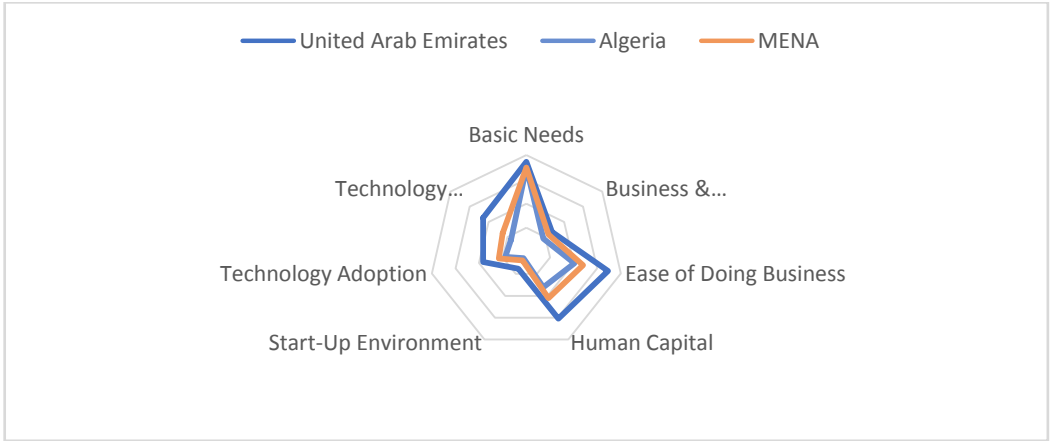 United Arab Emirates Algeria MENA
Basic Needs
Technology...
Business &...
Technology Adoption
Ease of Doing Business
Start-Up Environment
Human Capital